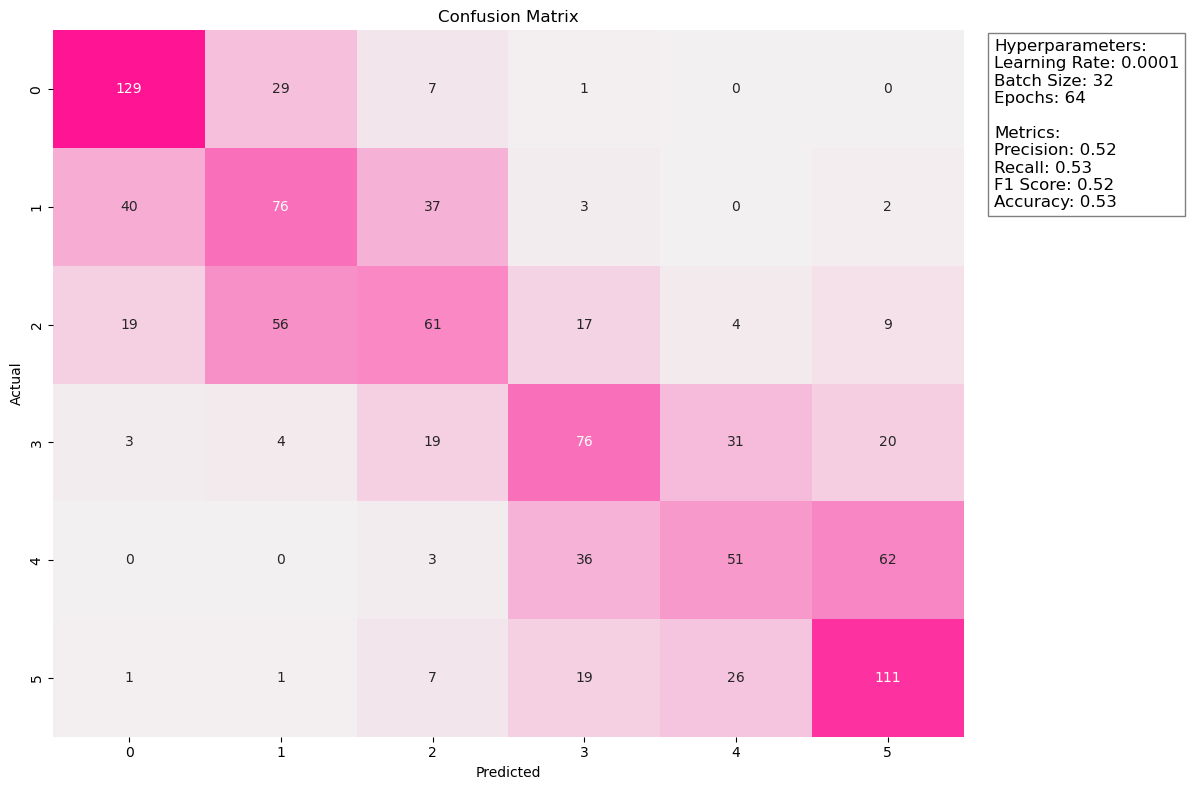 Confusion Matrix
Hyperparameters:
Learning Rate: 0.0001
Batch Size: 32
Epochs: 64
Metrics:
Precision: 0.52
Recall: 0.53
F1 Score: 0.52
Accuracy: 0.53
Actual
0 129 29 7 1 0 0
1 40 76 37 3 0 2
2 19 56 61 17 4 9
3 3 4 19 76 31 20
4 0 0 3 36 51 62
5 1 1 7 19 26 111
0 1 2 3 4 5
Predicted